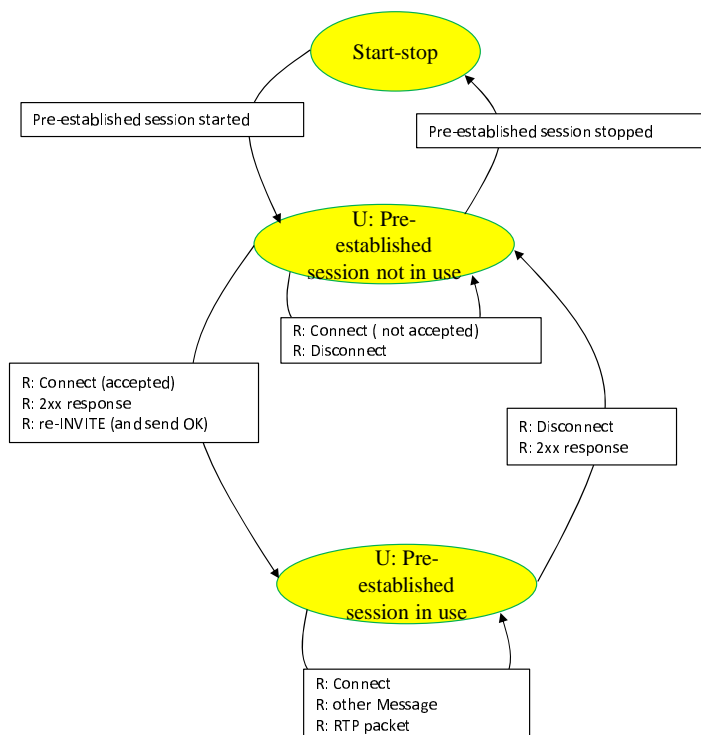 Start-stop
Pre-established session started
Pre-established session stopped
U: Pre-
established
session not in use
R: Connect ( not accepted)
R: Disconnect
R: Connect (accepted)
R: 2xx response
R: re-INVITE (and send OK)
R: Disconnect
R: 2xx response
U: Pre-
established
session in use
R: Connect
R: other Message
R: RTP packet